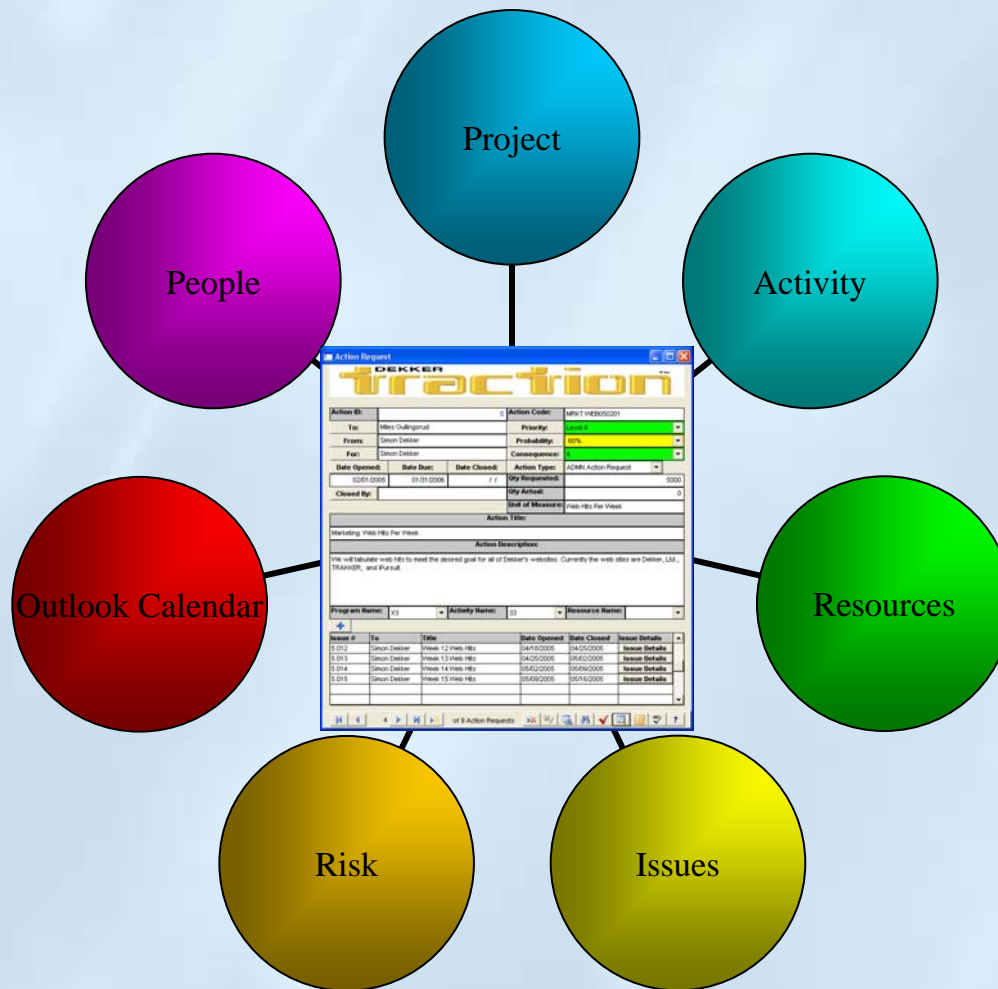 Project
People
Activity
Action Request
DEKKER
traction
Action ID: 5 Action Code: MRKT WEB050201
To: Miles Gullingsrud Priority: Level 4
From: Simon Dekker Probability: 60%
For: Simon Dekker Consequence: 4
Date Opened: Date Due: Date Closed: Action Type: ADMN Action Request
02/01/2005 01/31/2006 / / Qty Requested: 5000
Closed By: Qty Actual: 0
Unit of Measure: Web Hits Per Week
Action Title:
Marketing: Web Hits Per Week
Action Description:
We will tabulate web hits to meet the desired goal for all of Dekker's websites. Currently the web sites are Dekker, Ltd.,
TRAKKER, and iPursuit.
Outlook Calendar
Resources
Program Name: X3 Activity Name: 33 Resource Name:
Issue # To Title Date Opened Date Closed Issue Details
5.012 Simon Dekker Week 12 Web Hits 04/18/2005 04/25/2005 Issue Details
5.013 Simon Dekker Week 13 Web Hits 04/25/2005 05/02/2005 Issue Details
5.014 Simon Dekker Week 14 Web Hits 05/02/2005 05/09/2005 Issue Details
5.015 Simon Dekker Week 15 Web Hits 05/09/2005 05/16/2005 Issue Details
4 of 9 Action Requests ?
Risk
Issues